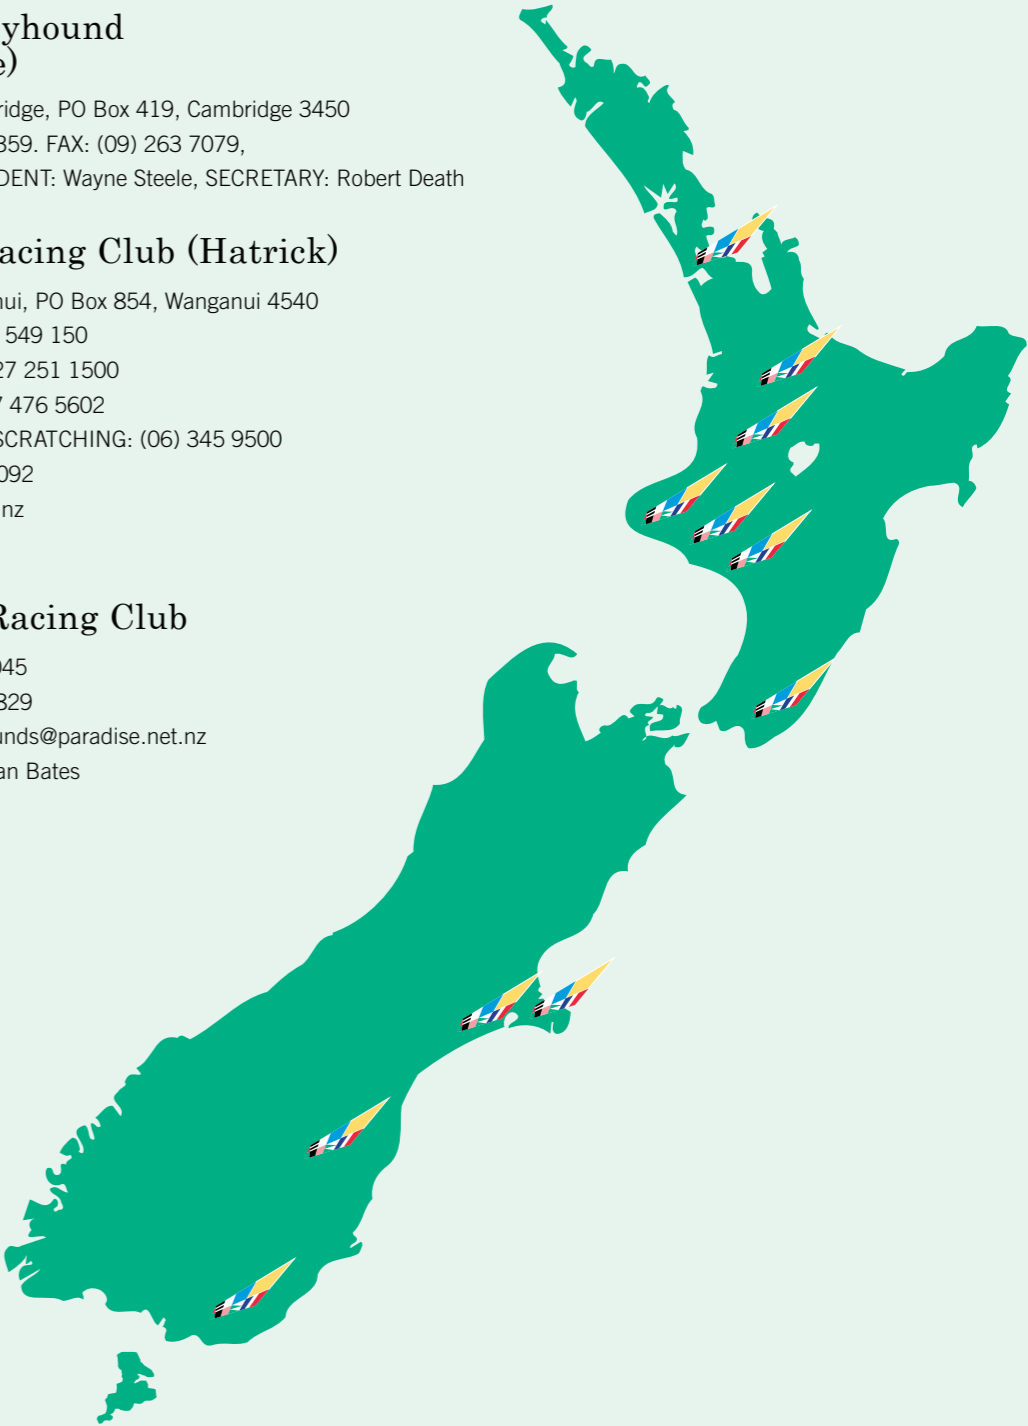 yhound
e)
ridge, PO Box 419, Cambridge 3450
359. FAX: (09) 263 7079,
DENT: Wayne Steele, SECRETARY: Robert Death
acing Club (Hatrick)
nui, PO Box 854, Wanganui 4540
549 150
27 251 1500
7 476 5602
SCRATCHING: (06) 345 9500
092
nz
Racing Club
045
329
unds@paradise.net.nz
an Bates